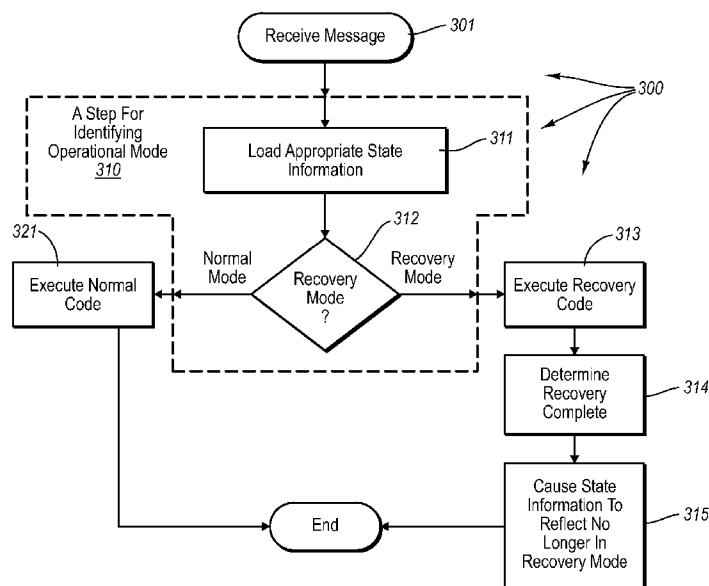 Receive Message
301
300
A Step For
Identifying
Operational Mode
310
Load Appropriate State
Information
311
312
321
Normal
Mode
Recovery
Mode
?
Recovery
Mode
313
Execute Normal
Code
Execute Recovery
Code
Determine
Recovery
Complete
314
Cause State
Information To
Reflect No
Longer In
Recovery Mode
315
End